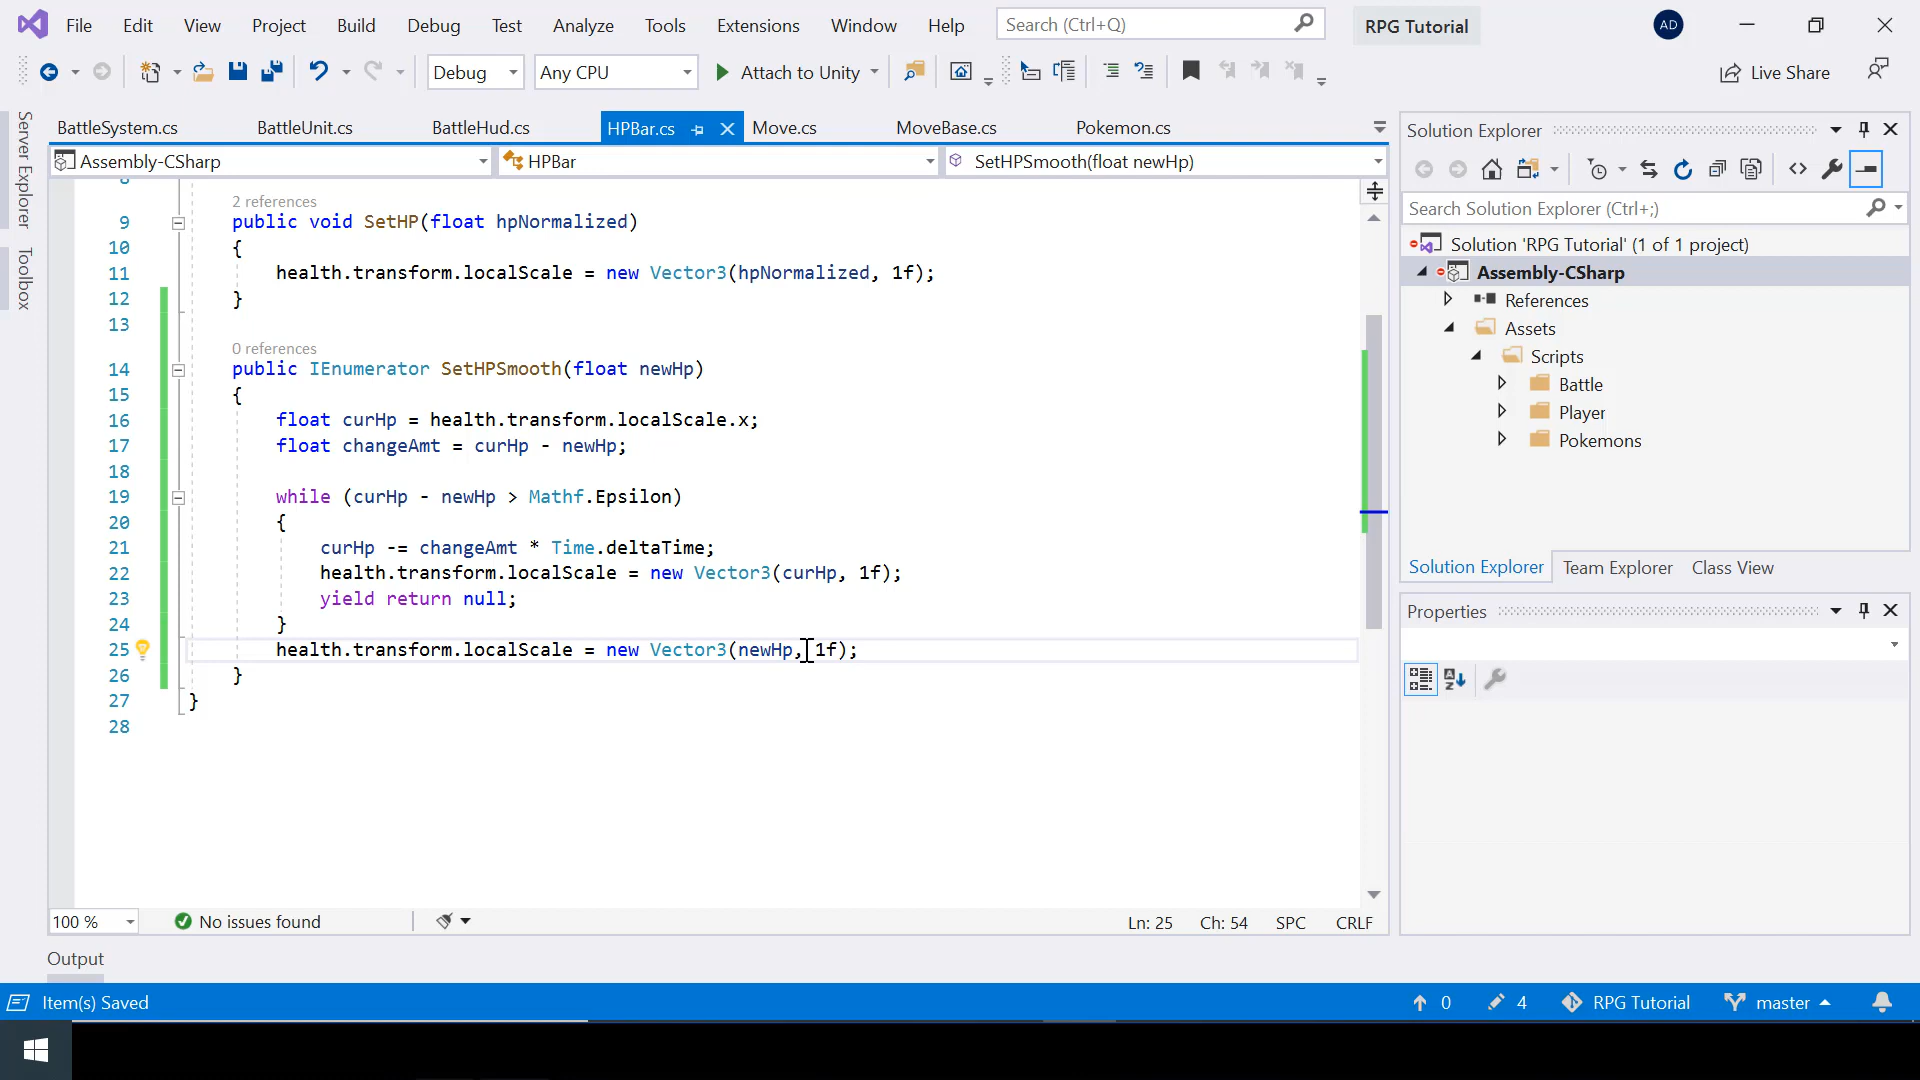 File Edit View Project Build Debug Test Analyze Tools Extensions Window Help Search (Ctrl+Q) RPG Tutorial AD
Debug Any CPU Attach to Unity Live Share
Server Explorer
Toolbox
BattleSystem.cs BattleUnit.cs BattleHud.cs HPBar.cs Move.cs MoveBase.cs Pokemon.cs
Assembly-CSharp HPBar SetHPSmooth(float newHp)
8
2 references
9 public void SetHP(float hpNormalized)
10 {
11 health.transform.localScale = new Vector3(hpNormalized, 1f);
12 }
13
0 references
14 public IEnumerator SetHPSmooth(float newHp)
15 {
16 float curHp = health.transform.localScale.x;
17 float changeAmt = curHp - newHp;
18
19 while (curHp - newHp > Mathf.Epsilon)
20 {
21 curHp -= changeAmt * Time.deltaTime;
22 health.transform.localScale = new Vector3(curHp, 1f);
23 yield return null;
24 }
25 health.transform.localScale = new Vector3(newHp, 1f);
26 }
27 }
28
100 % No issues found Ln: 25 Ch: 54 SPC CRLF
Output
Solution Explorer
Search Solution Explorer (Ctrl+;)
Solution 'RPG Tutorial' (1 of 1 project)
Assembly-CSharp
References
Assets
Scripts
Battle
Player
Pokemons
Solution Explorer Team Explorer Class View
Properties
Item(s) Saved 0 4 RPG Tutorial master